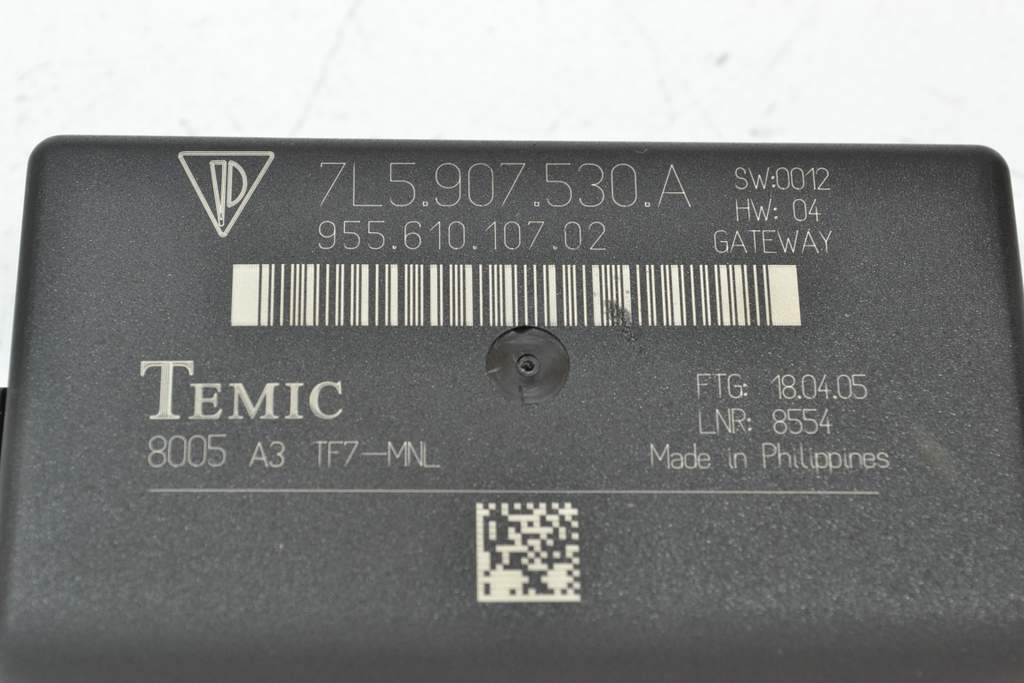 7L5.907.530.A
955.610.107.02
SW:0012
HW: 04
GATEWAY
TEMIC
8005 A3 TF7-MNL
FTG: 18.04.05
LNR: 8554
Made in Philippines